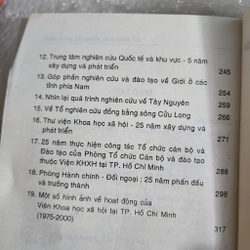 12. Trung tâm nghiên cứu Quốc tế và khu vực - 5 năm
xây dựng và phát triển 245
13. Góp phần nghiên cứu và đào tạo về Giới ở các
tỉnh phía Nam 254
14. Nhìn lại quá trình nghiên cứu về Tây Nguyên 259
15. Về Tổ nghiên cứu đồng bằng sông Cửu Long 265
16. Thư viện Khoa học xã hội - 25 năm xây dựng và
phát triển 271
17. 25 năm thực hiện công tác Tổ chức cán bộ và
Đào tạo của Phòng Tổ chức Cán bộ và đào tạo
thuộc Viện KHXH tại TP. Hồ Chí Minh 288
18. Phòng Hành chính - Đối ngoại : 25 năm phấn đấu
và trưởng thành 298
19. Một số hình ảnh về hoạt động của
Viện Khoa học xã hội tại TP. Hồ Chí Minh
(1975-2000) 317